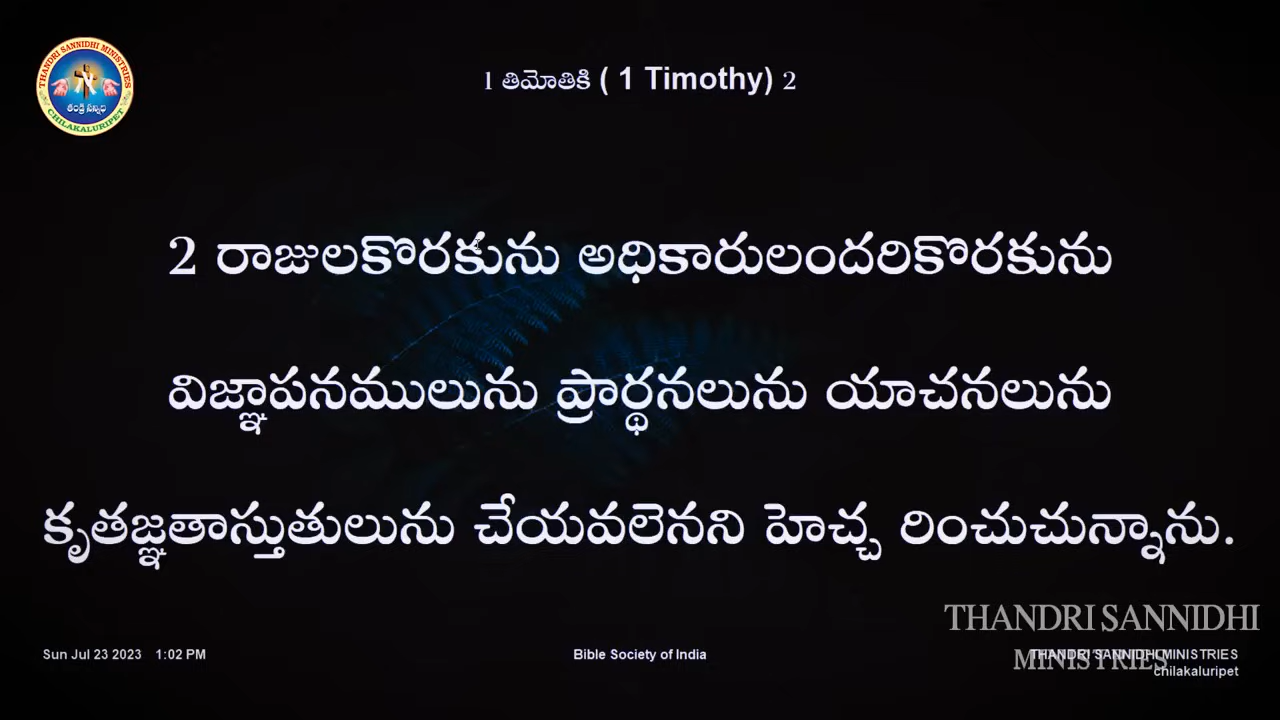 THANDRI SANNIDHI MINISTRIES
తండ్రి సన్నిధి
CHILAKALURIPET
1 తిమోతికి ( 1 Timothy) 2
2 రాజులకొరకును అధికారులందరికొరకును
విజ్ఞాపనములును ప్రార్థనలును యాచనలును
కృతజ్ఞతాస్తుతులును చేయవలెనని హెచ్చ రించుచున్నాను.
THANDRI SANNIDHI
MINISTRIES
Sun Jul 23 2023 1:02 PM
Bible Society of India
THANDRI SANNIDHI MINISTRIES
chilakaluripet